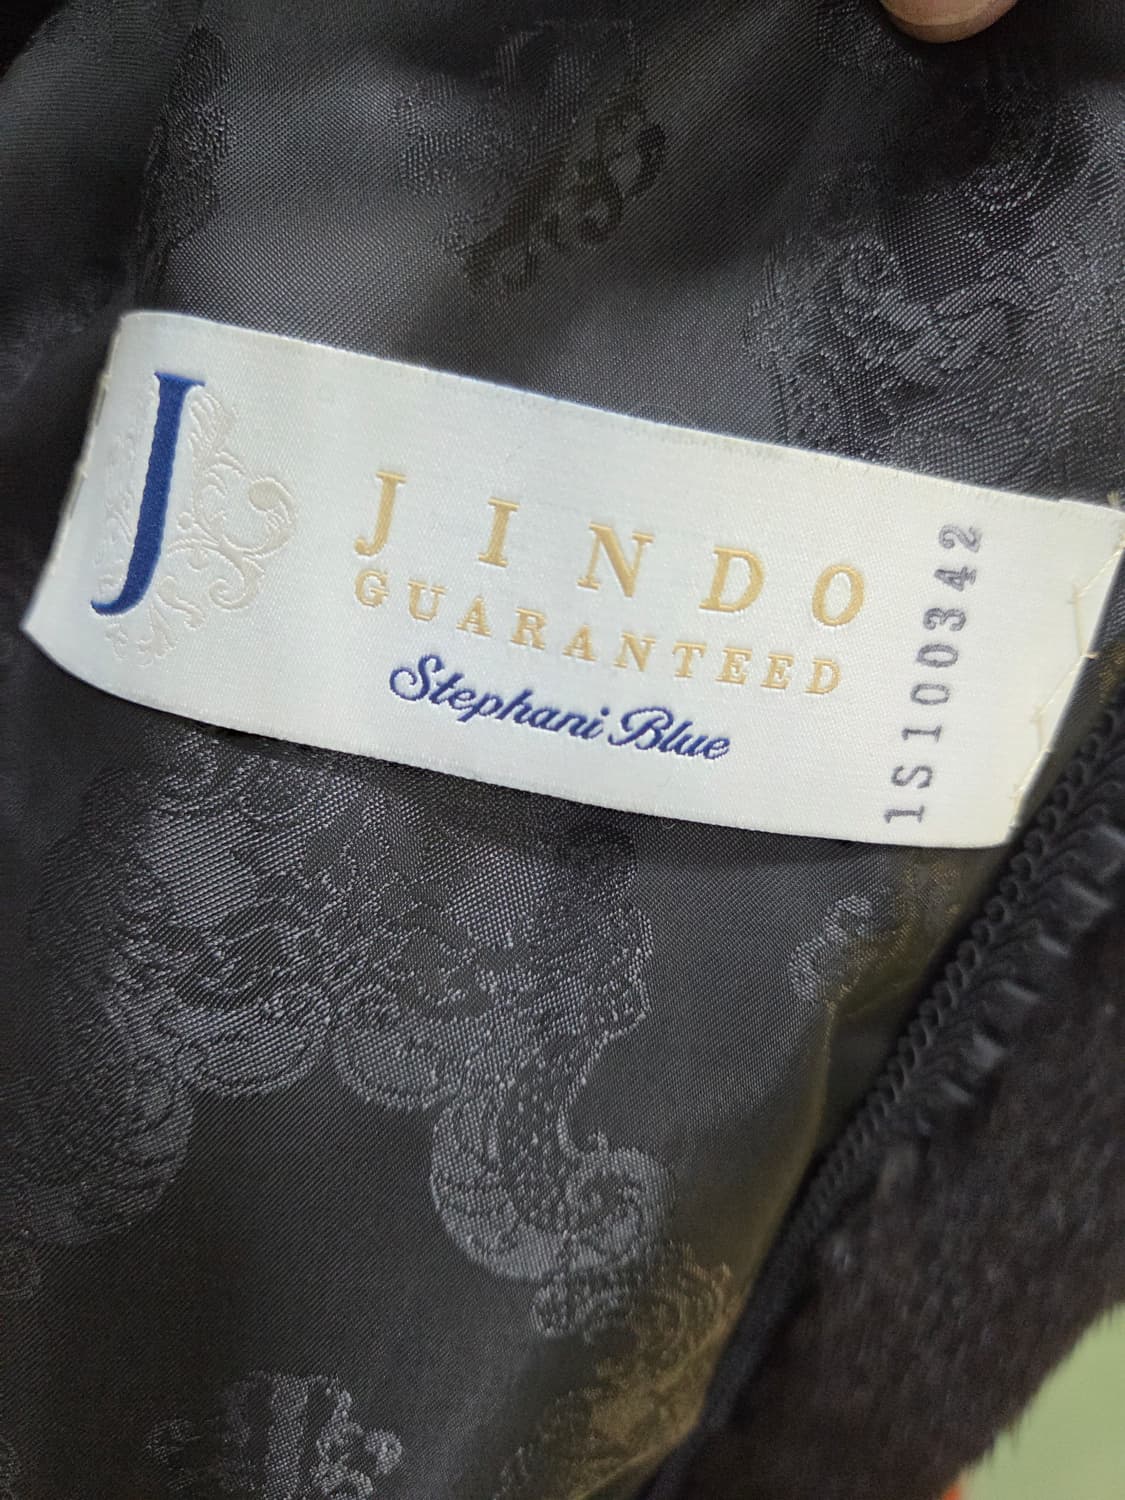 J
JINDO
GUARANTEED
Stephani Blue
1S100342